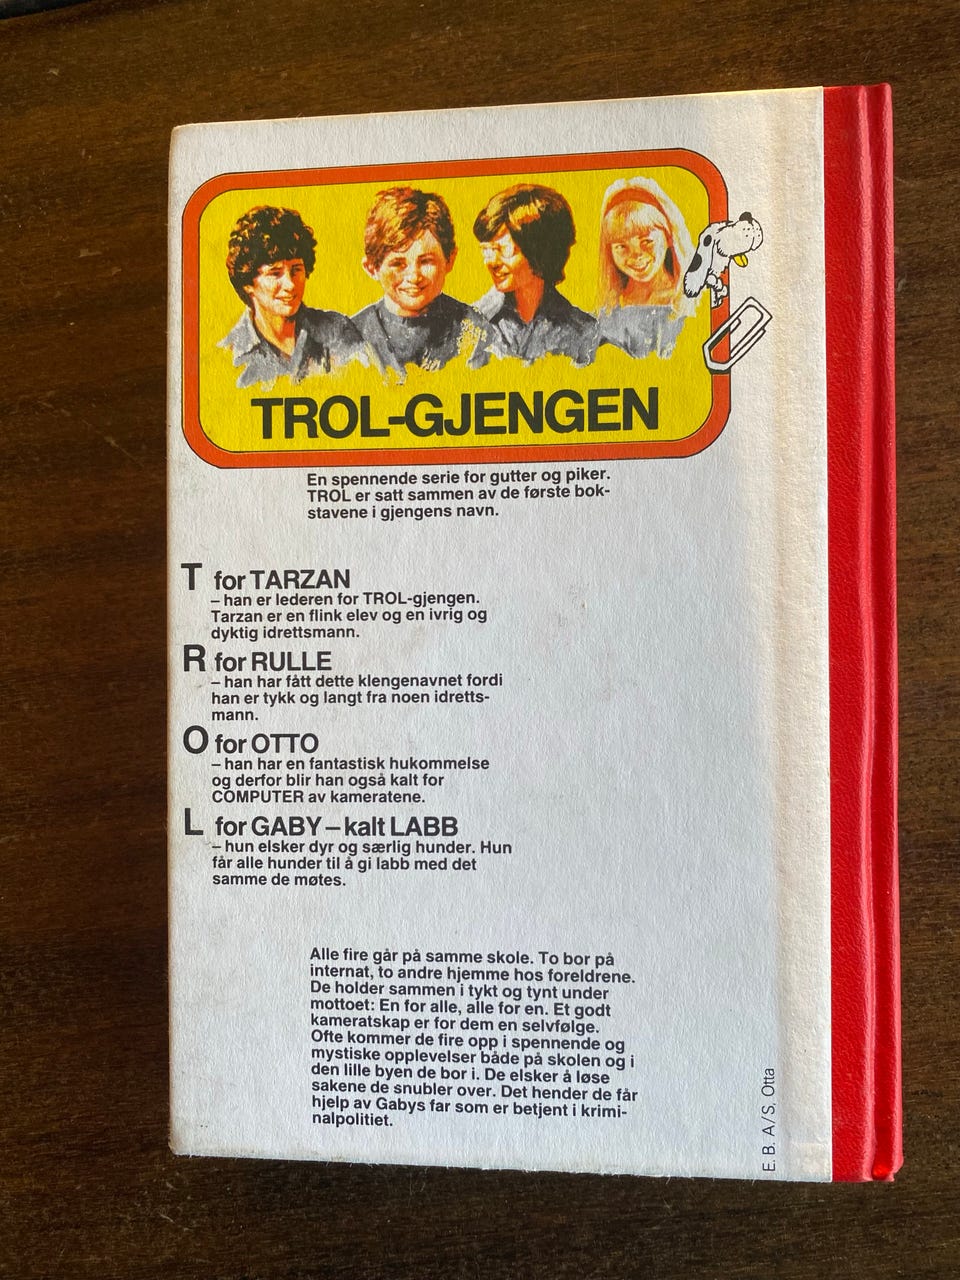 TROL-GJENGEN
En spennende serie for gutter og piker.
TROL er satt sammen av de første bok-
stavene i gjengens navn.
T for TARZAN
– han er lederen for TROL-gjengen.
Tarzan er en flink elev og en ivrig og
dyktig idrettsmann.
R for RULLE
– han har fått dette klengenavnet fordi
han er tykk og langt fra noen idretts-
mann.
O for OTTO
– han har en fantastisk hukommelse
og derfor blir han også kalt for
COMPUTER av kameratene.
L for GABY – kalt LABB
– hun elsker dyr og særlig hunder. Hun
får alle hunder til å gi labb med det
samme de møtes.
Alle fire går på samme skole. To bor på
internat, to andre hjemme hos foreldrene.
De holder sammen i tykt og tynt under
mottoet: En for alle, alle for en. Et godt
kameratskap er for dem en selvfølge.
Ofte kommer de fire opp i spennende og
mystiske opplevelser både på skolen og i
den lille byen de bor i. De elsker å løse
sakene de snubler over. Det hender de får
hjelp av Gabys far som er betjent i krimi-
nalpolitiet.
E. B. A/S, Otta